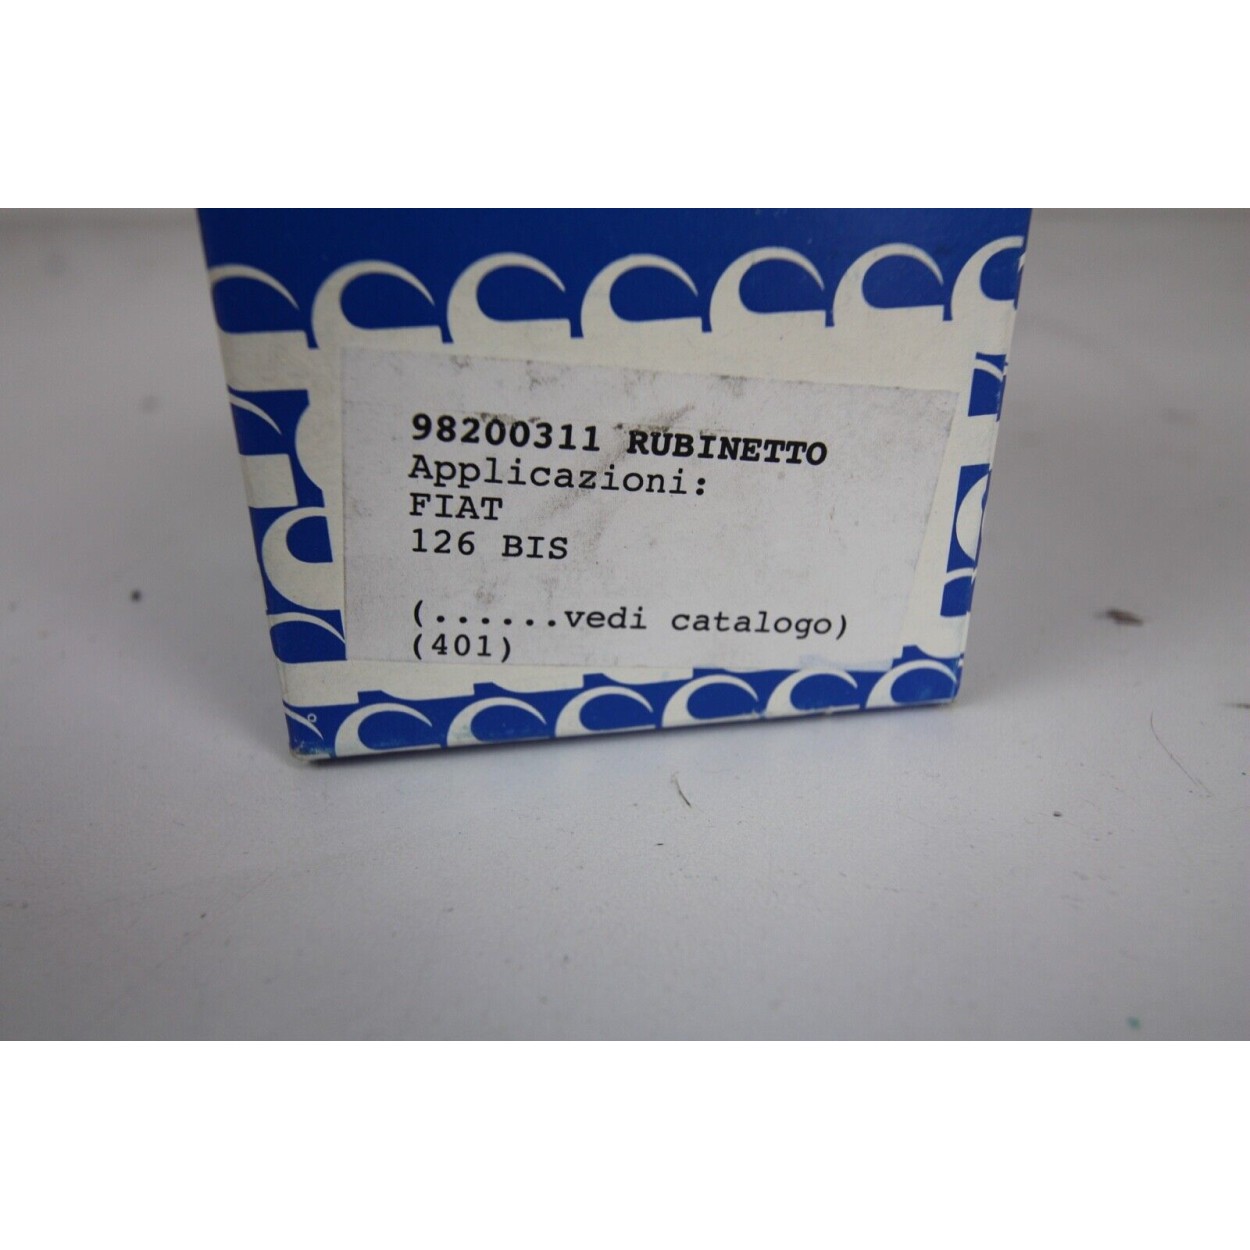 98200311 RUBINETTO
Applicazioni:
FIAT
126 BIS
(......vedi catalogo)
(401)